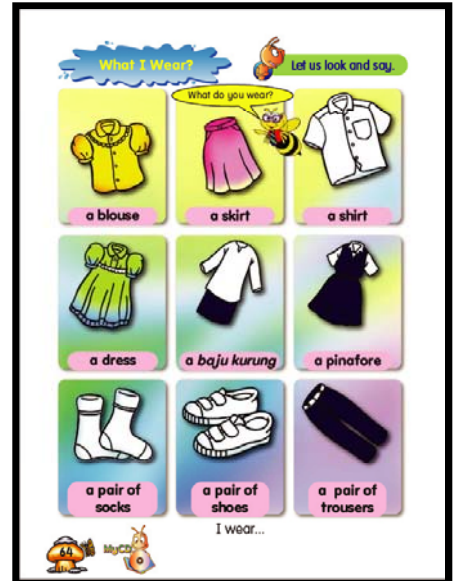 What I Wear?
Let us look and say.
What do you wear?
a blouse
a skirt
a shirt
a dress
a baju kurung
a pinafore
a pair of
socks
a pair of
shoes
a pair of
trousers
I wear...
64
MyCD